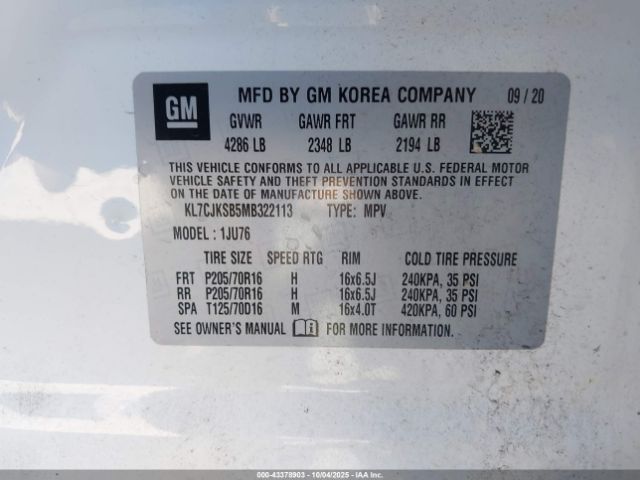 GM
MFD BY GM KOREA COMPANY 09/20
GVWR GAWR FRT GAWR RR
4286 LB 2348 LB 2194 LB
THIS VEHICLE CONFORMS TO ALL APPLICABLE U.S. FEDERAL MOTOR
VEHICLE SAFETY AND THEFT PREVENTION STANDARDS IN EFFECT
ON THE DATE OF MANUFACTURE SHOWN ABOVE.
KL7CJKSB5MB322113 TYPE: MPV
MODEL : 1JU76
TIRE SIZE SPEED RTG RIM COLD TIRE PRESSURE
FRT P205/70R16 H 16x6.5J 240KPA, 35 PSI
RR P205/70R16 H 16x6.5J 240KPA, 35 PSI
SPA T125/70D16 M 16x4.0T 420KPA, 60 PSI
SEE OWNER'S MANUAL FOR MORE INFORMATION.
000-43378903 - 10/04/2025 - IAAI.CA